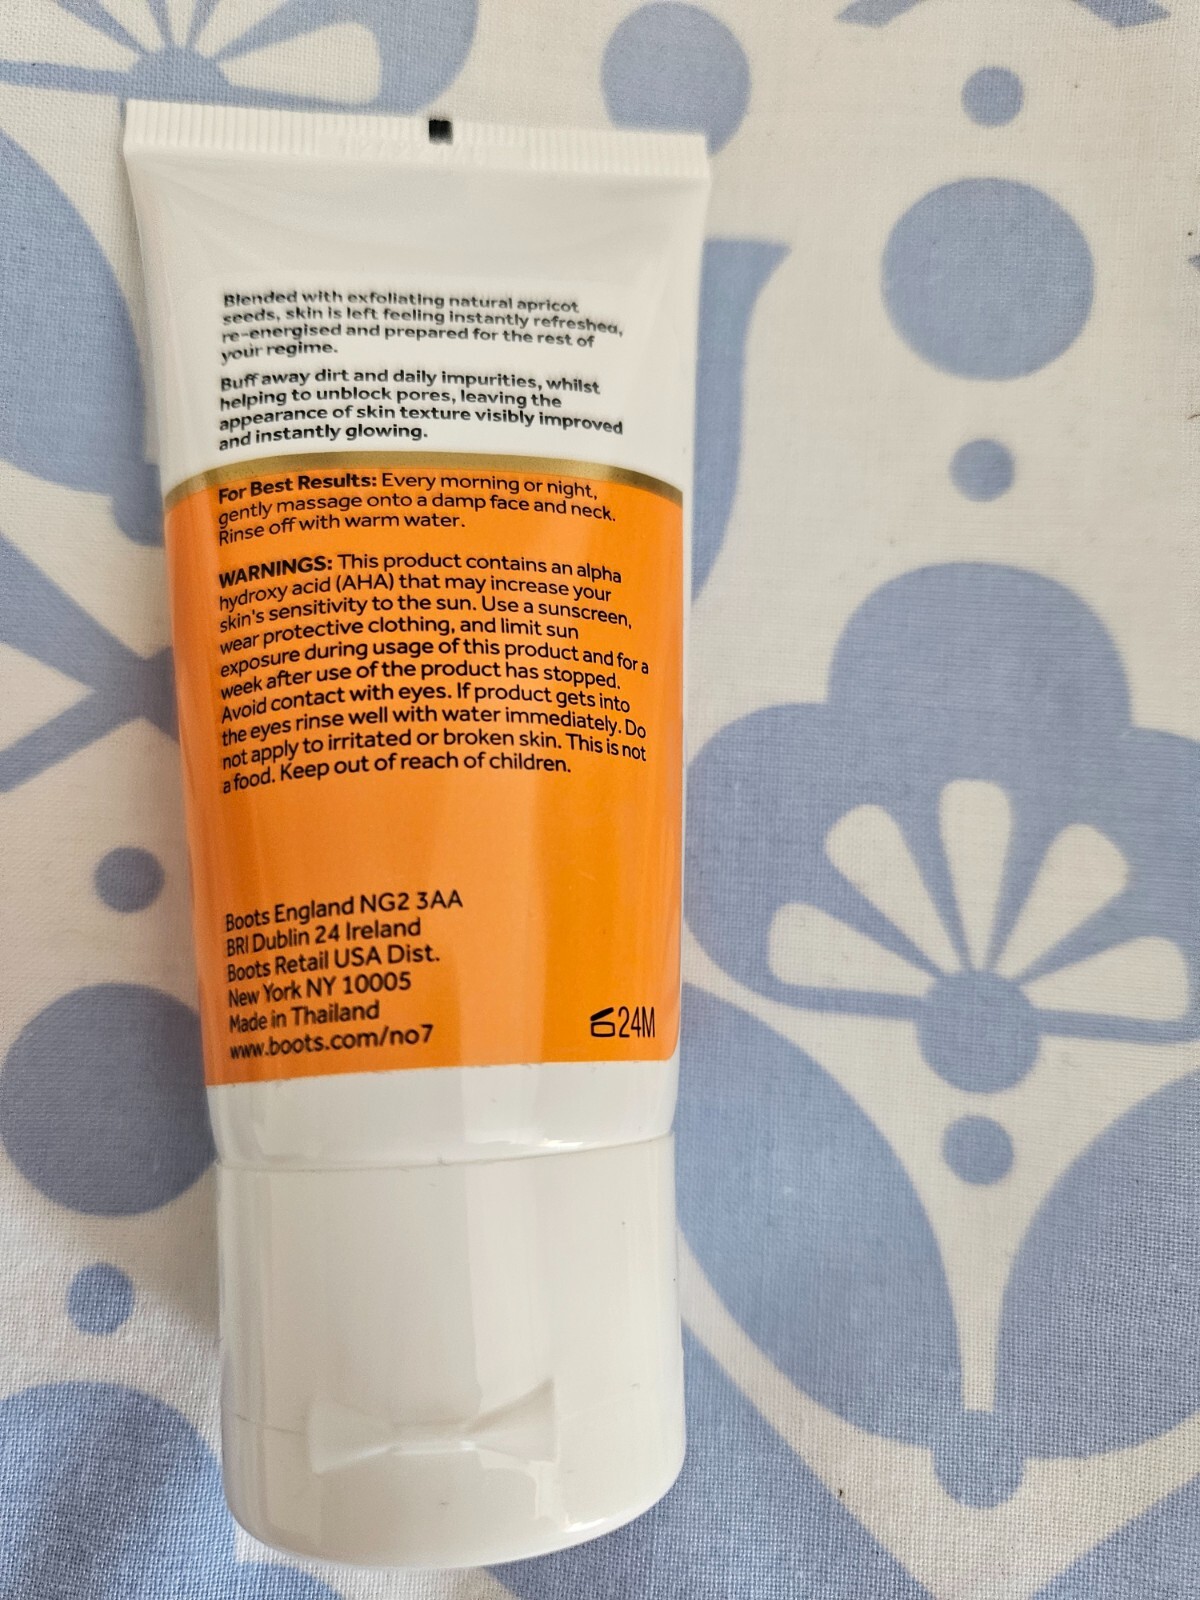 Blended with exfoliating natural apricot
seeds, skin is left feeling instantly refreshed,
re-energised and prepared for the rest of
your regime.
Buff away dirt and daily impurities, whilst
helping to unblock pores, leaving the
appearance of skin texture visibly improved
and instantly glowing.
For Best Results: Every morning or night,
gently massage onto a damp face and neck.
Rinse off with warm water.
WARNINGS: This product contains an alpha
hydroxy acid (AHA) that may increase your
skin's sensitivity to the sun. Use a sunscreen,
wear protective clothing, and limit sun
exposure during usage of this product and for a
week after use of the product has stopped.
Avoid contact with eyes. If product gets into
the eyes rinse well with water immediately. Do
not apply to irritated or broken skin. This is not
a food. Keep out of reach of children.
Boots England NG2 3AA
BRI Dublin 24 Ireland
Boots Retail USA Dist.
New York NY 10005
Made in Thailand
www.boots.com/no7
24M